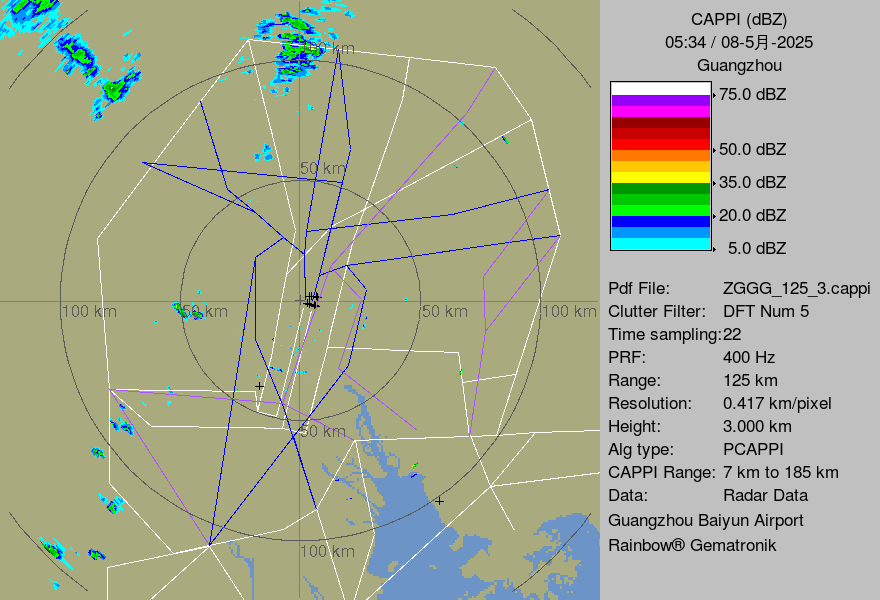 CAPPI (dBZ)
05:34 / 08-5月-2025
Guangzhou
75.0 dBZ
50.0 dBZ
35.0 dBZ
20.0 dBZ
5.0 dBZ
Pdf File: ZGGG_125_3.cappi
Clutter Filter: DFT Num 5
Time sampling:22
PRF: 400 Hz
Range: 125 km
Resolution: 0.417 km/pixel
Height: 3.000 km
Alg type: PCAPPI
CAPPI Range: 7 km to 185 km
Data: Radar Data
Guangzhou Baiyun Airport
Rainbow® Gematronik
100 km
50 km
100 km
50 km
50 km
100 km
50 km
100 km